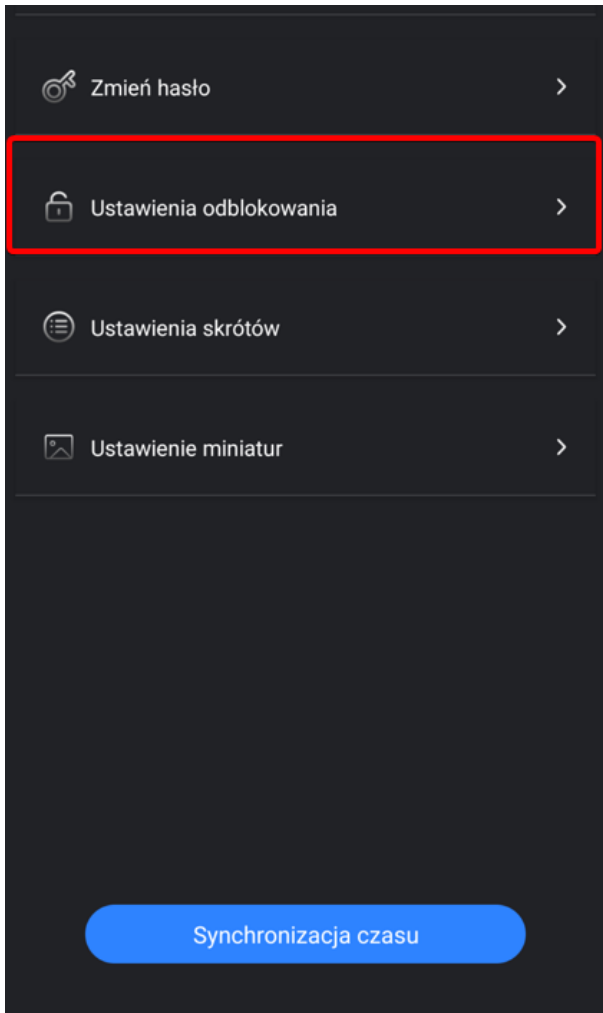 Zmień hasło
Ustawienia odblokowania
Ustawienia skrótów
Ustawienie miniatur
Synchronizacja czasu